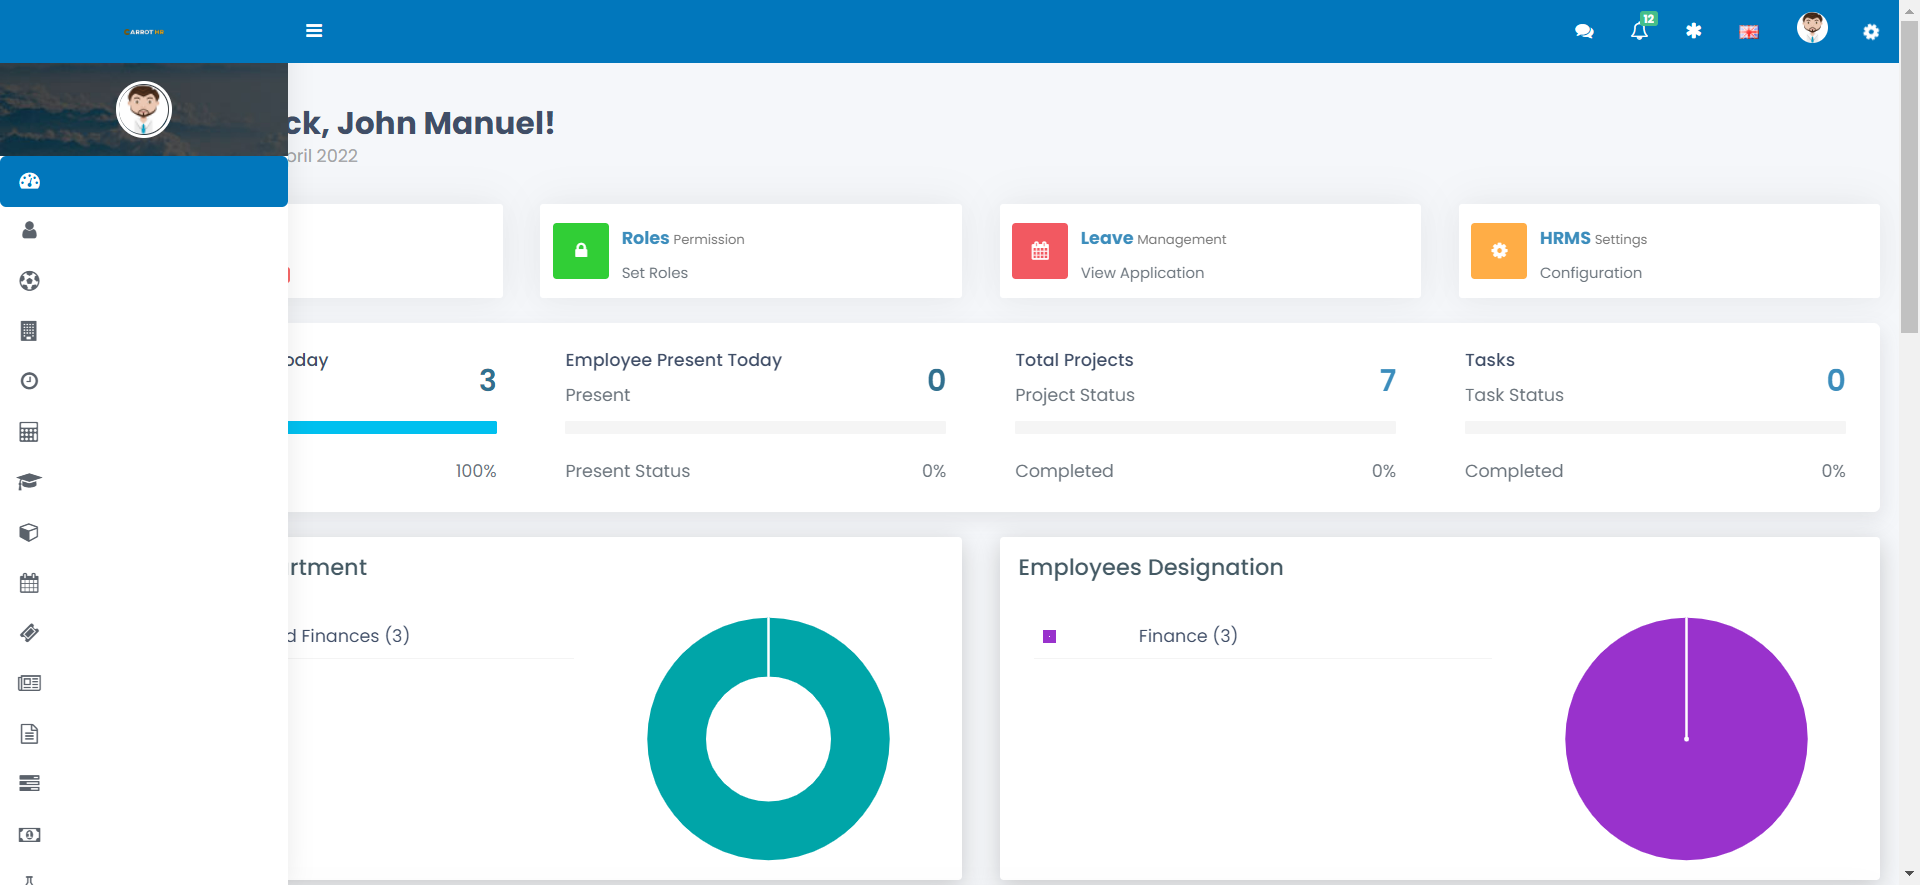 ARBOT HR
12
ck, John Manuel!
pril 2022
Roles Permission
Set Roles
Leave Management
View Application
HRMS Settings
Configuration
oday
3
100%
Employee Present Today
0
Present
Present Status
0%
Total Projects
7
Project Status
Completed
0%
Tasks
0
Task Status
Completed
0%
rtment
d Finances (3)
Employees Designation
Finance (3)